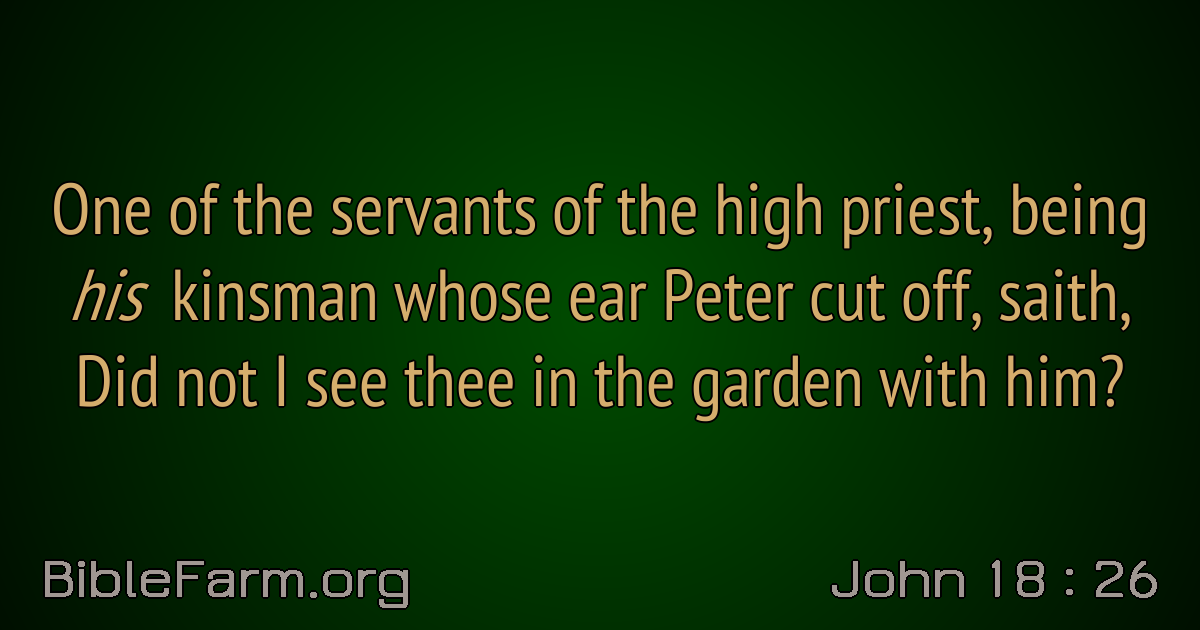 One of the servants of the high priest, being
his kinsman whose ear Peter cut off, saith,
Did not I see thee in the garden with him?
BibleFarm.org
John 18 : 26